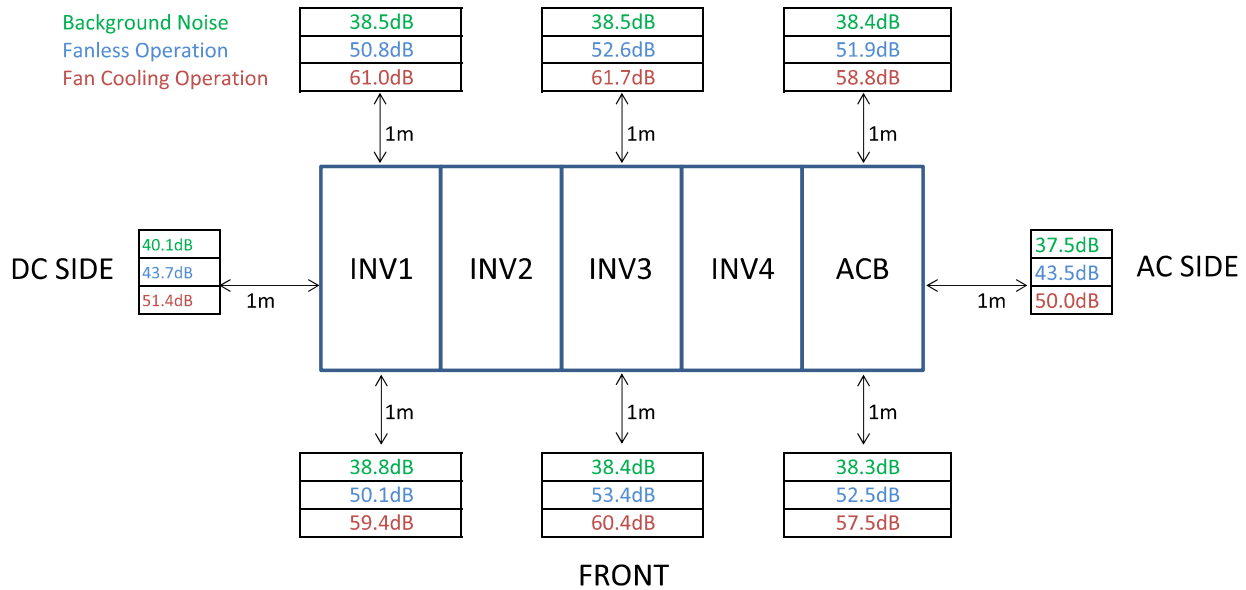 Background Noise
Fanless Operation
Fan Cooling Operation
38.5dB
50.8dB
61.0dB
38.5dB
52.6dB
61.7dB
38.4dB
51.9dB
58.8dB
1m
1m
1m
DC SIDE
40.1dB
43.7dB
51.4dB
1m
INV1
INV2
INV3
INV4
ACB
1m
37.5dB
43.5dB
50.0dB
AC SIDE
1m
1m
1m
38.8dB
50.1dB
59.4dB
38.4dB
53.4dB
60.4dB
38.3dB
52.5dB
57.5dB
FRONT